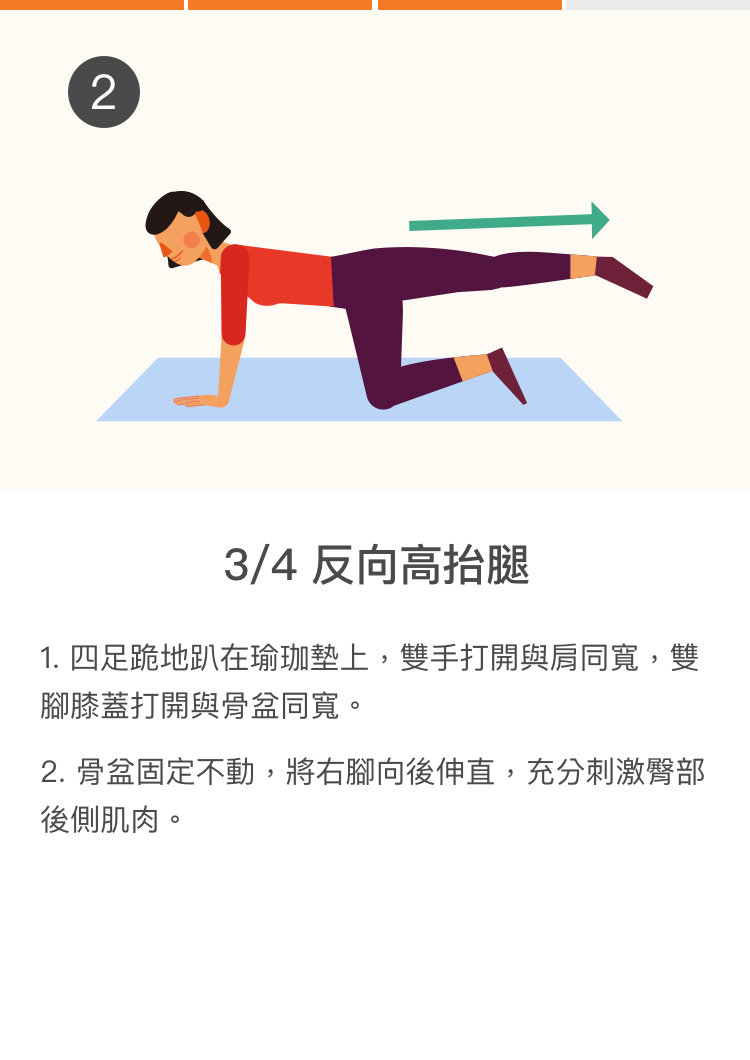 2
3/4 反向高抬腿
1. 四足跪地趴在瑜珈墊上，雙手打開與肩同寬，雙
腳膝蓋打開與骨盆同寬。
2. 骨盆固定不動，將右腳向後伸直，充分刺激臀部
後側肌肉。